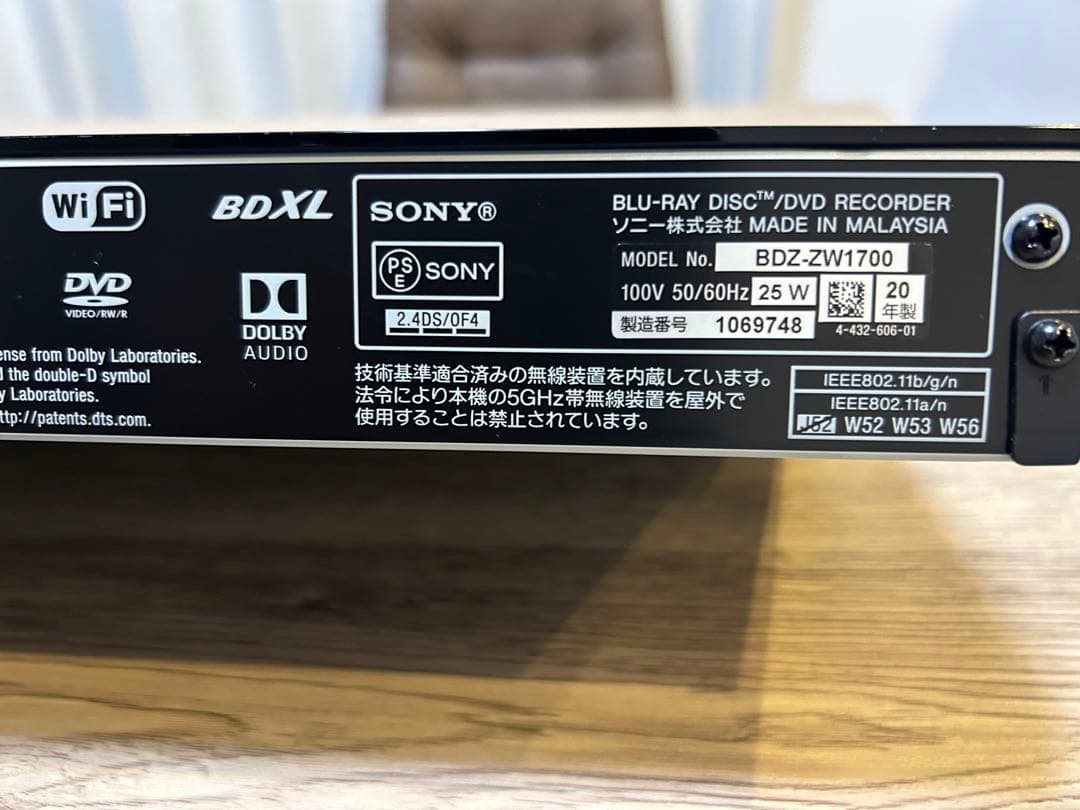 Wi Fi
BDXL
DVD
VIDEO/RW/R
DOLBY
AUDIO
ense from Dolby Laboratories.
the double-D symbol
y Laboratories.
ttp://patents.dts.com.
SONY®
PS
E
SONY
2.4DS/OF4
BLU-RAY DISC™/DVD RECORDER
ソニー株式会社 MADE IN MALAYSIA
MODEL No. BDZ-ZW1700
100V 50/60Hz 25 W
20
年製
製造番号 1069748
4-432-606-01
技術基準適合済みの無線装置を内蔵しています。
法令により本機の5GHz帯無線装置を屋外で
使用することは禁止されています。
IEEE802.11b/g/n
IEEE802.11a/n
J52 W52 W53 W56